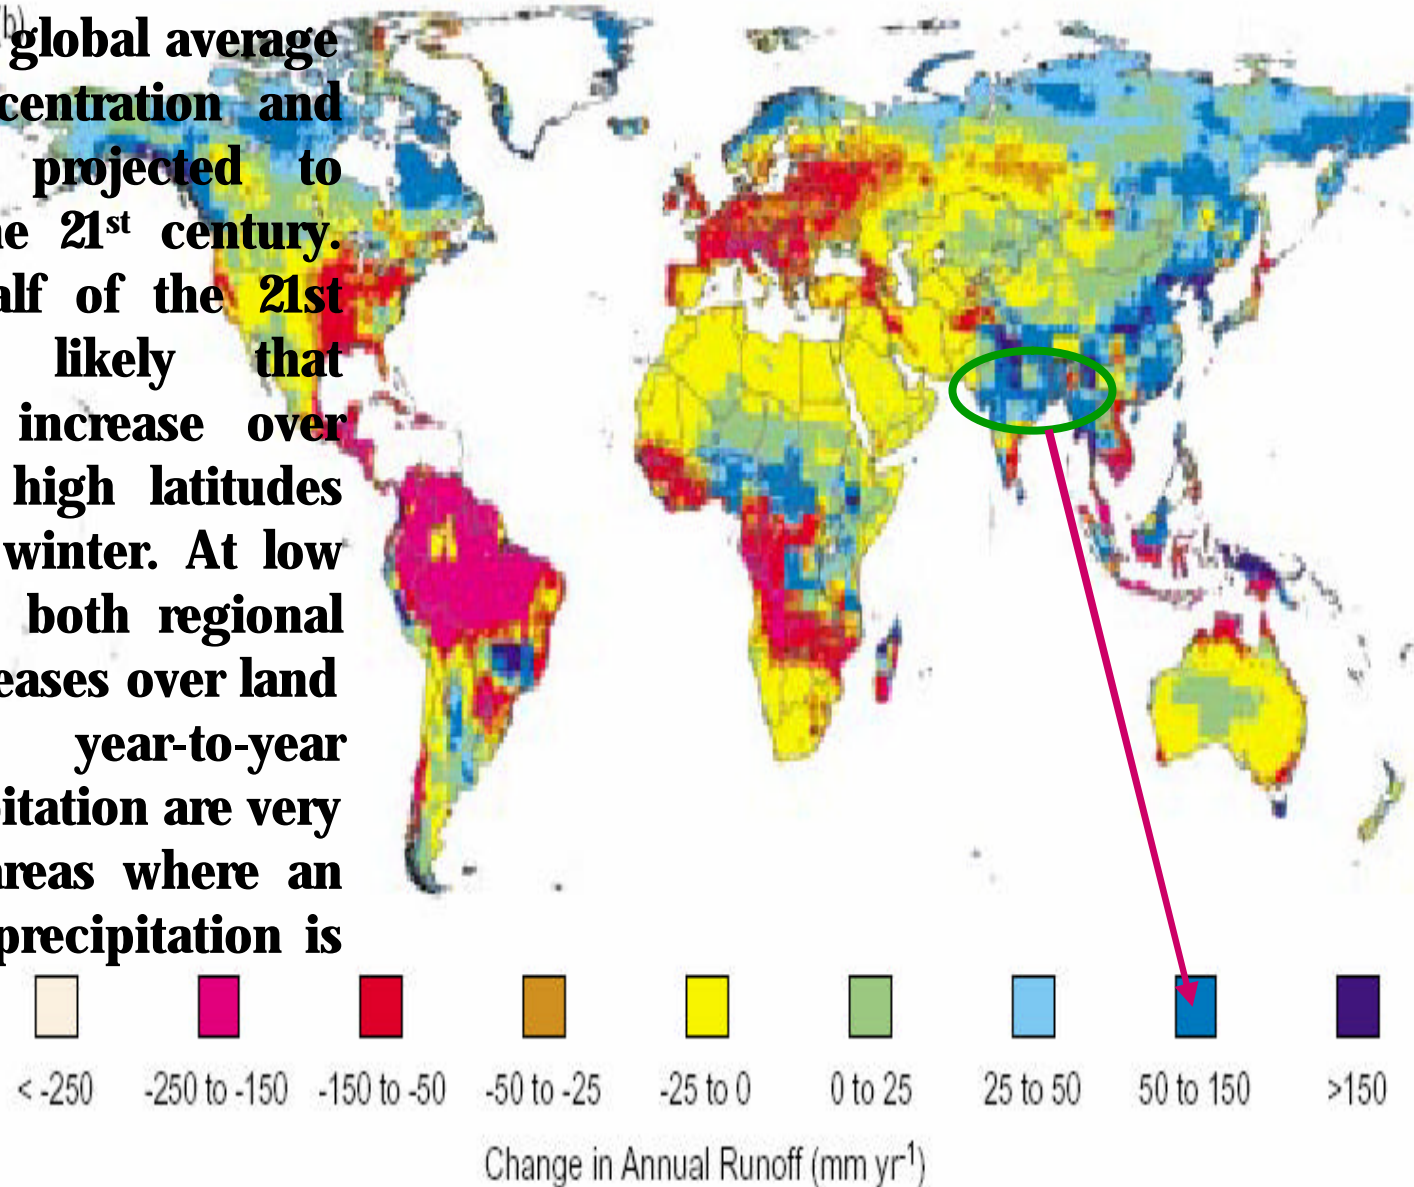 (b)
global average
centration and
projected to
he 21st century.
alf of the 21st
likely that
increase over
high latitudes
winter. At low
both regional
eases over land
year-to-year
itation are very
areas where an
precipitation is
< -250 -250 to -150 -150 to -50 -50 to -25 -25 to 0 0 to 25 25 to 50 50 to 150 >150
Change in Annual Runoff (mm yr-1)